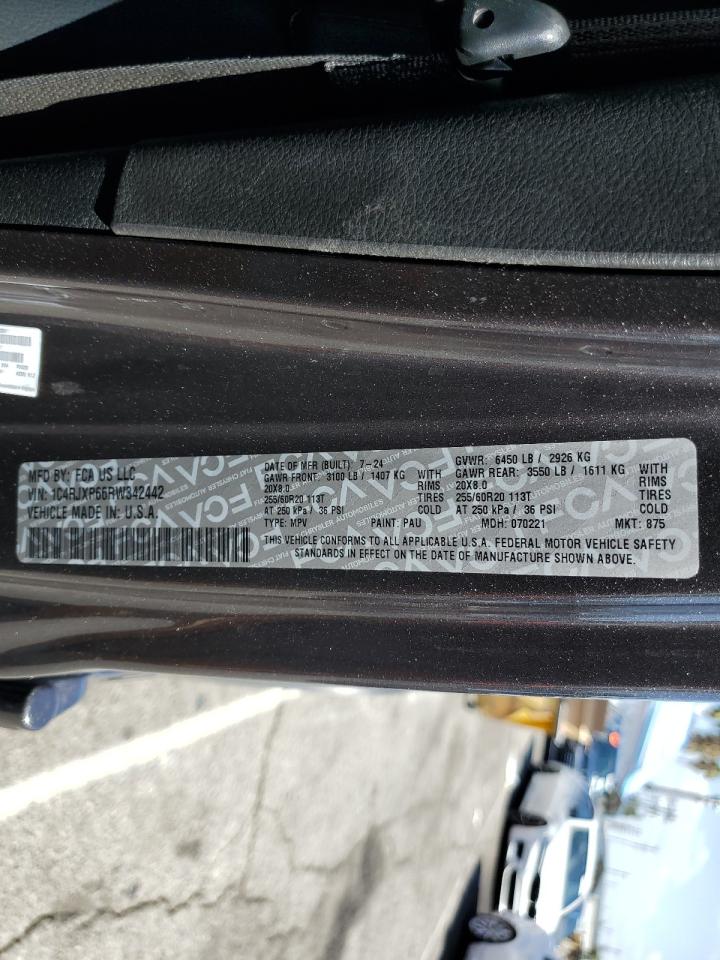 MFD BY: FCA US LLC
VIN: 1C4RJXP66RW342442
VEHICLE MADE IN: U.S.A.
DATE OF MFR (BUILT): 7-24
GAWR FRONT: 3100 LB / 1407 KG WITH
20X8.0 RIMS
255/60R20 113T TIRES
AT 250 kPa / 36 PSI COLD
TYPE: MPV PAINT: PAU
GVWR: 6450 LB / 2926 KG
GAWR REAR: 3550 LB / 1611 KG WITH
20X8.0 RIMS
255/60R20 113T TIRES
AT 250 kPa / 36 PSI COLD
MDH: 070221 MKT: 875
THIS VEHICLE CONFORMS TO ALL APPLICABLE U.S.A. FEDERAL MOTOR VEHICLE SAFETY
STANDARDS IN EFFECT ON THE DATE OF MANUFACTURE SHOWN ABOVE.